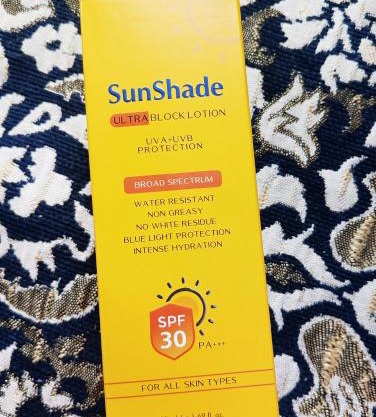 SunShade
ULTRA BLOCK LOTION
UVA+UVB
PROTECTION
BROAD SPECTRUM
WATER RESISTANT
NON GREASY
NO WHITE RESIDUE
BLUE LIGHT PROTECTION
INTENSE HYDRATION
SPF
30
PA+++
FOR ALL SKIN TYPES